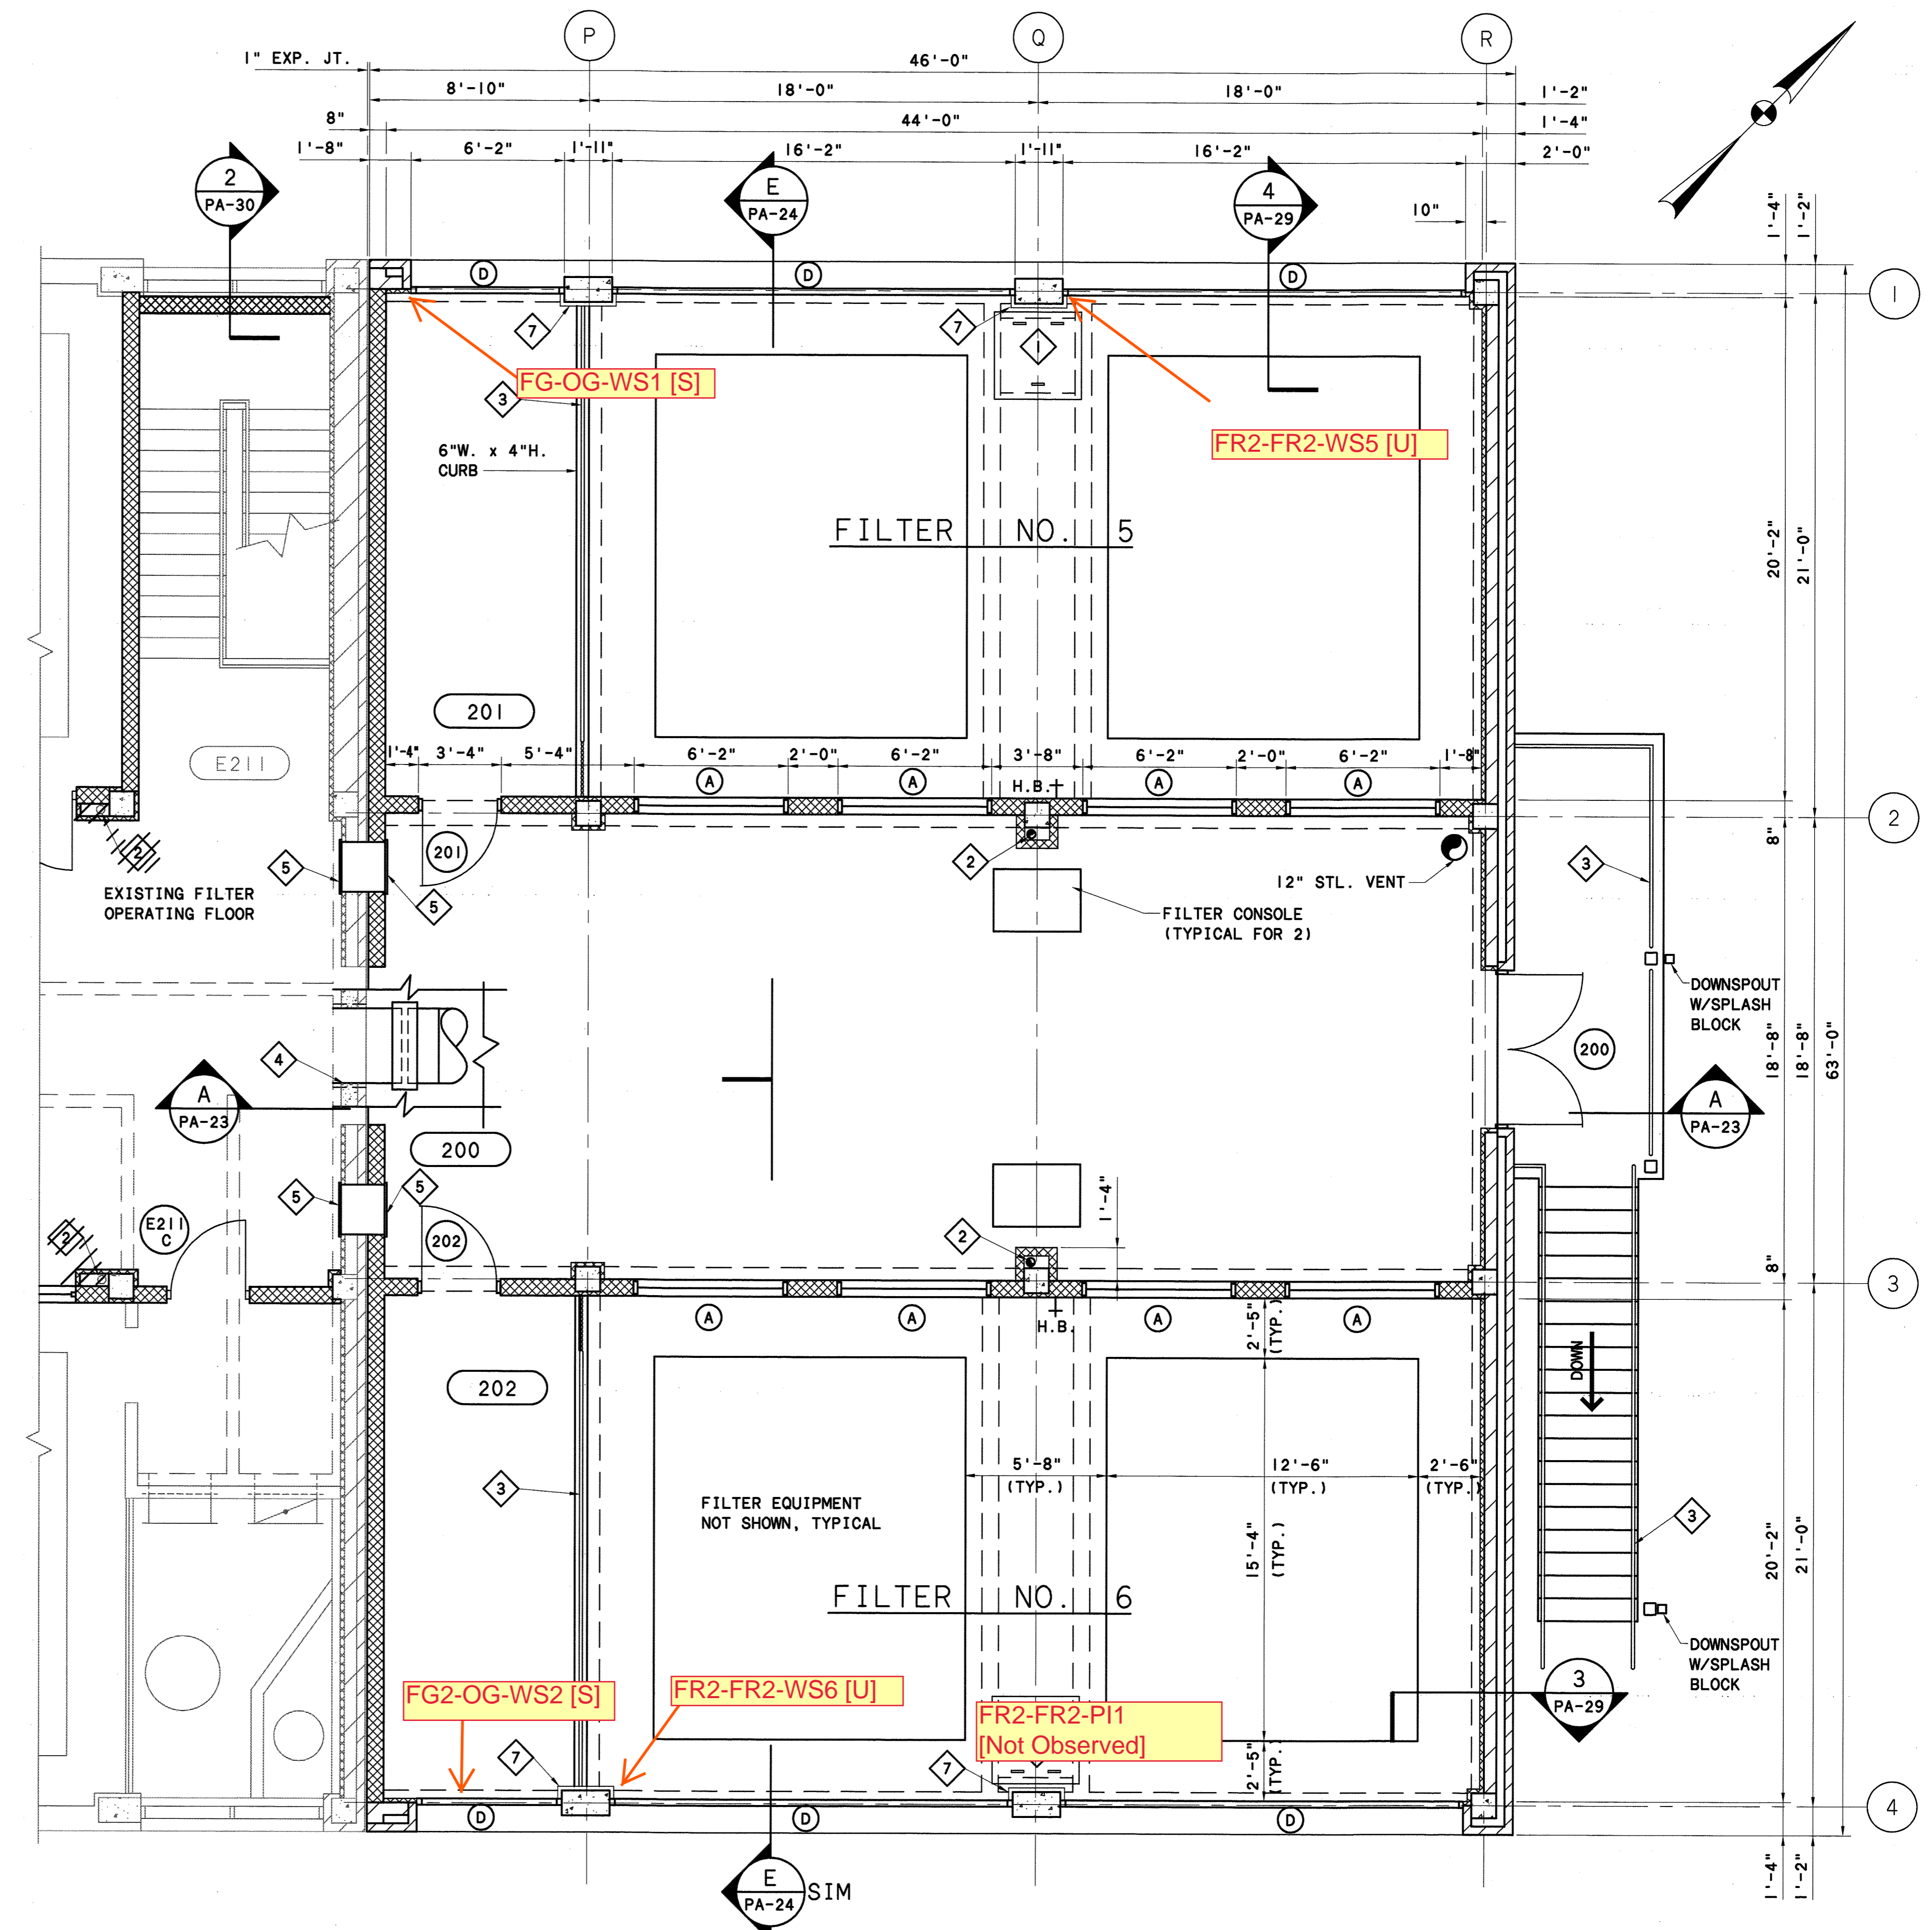 P
Q
R
1" EXP. JT.
46'-0"
8'-10"
18'-0"
18'-0"
1'-2"
8"
44'-0"
1'-4"
1'-8"
6'-2"
1'-11"
16'-2"
1'-11"
16'-2"
2'-0"
2
PA-30
E
PA-24
4
PA-29
10"
1'-4"
1'-2"
D
D
D
1
7
7
1
FG-OG-WS1 [S]
3
FR2-FR2-WS5 [U]
6"W. x 4"H.
CURB
FILTER NO. 5
20'-2"
21'-0"
201
E211
1'-4"
3'-4"
5'-4"
6'-2"
2'-0"
6'-2"
3'-8"
6'-2"
2'-0"
6'-2"
1'-8"
A
A
A
A
H.B.
2
2
201
5
5
2
8"
3
EXISTING FILTER
OPERATING FLOOR
12" STL. VENT
FILTER CONSOLE
(TYPICAL FOR 2)
DOWNSPOUT
W/SPLASH
BLOCK
4
200
18'-8"
18'-8"
63'-0"
A
PA-23
A
PA-23
200
5
5
1'-4"
E211
C
2
202
2
8"
3
A
A
A
A
H.B.
2'-5"
(TYP.)
DOWN
202
5'-8"
(TYP.)
12'-6"
(TYP.)
2'-6"
(TYP.)
3
FILTER EQUIPMENT
NOT SHOWN, TYPICAL
15'-4"
(TYP.)
3
20'-2"
21'-0"
FILTER NO. 6
DOWNSPOUT
W/SPLASH
BLOCK
FG2-OG-WS2 [S]
FR2-FR2-WS6 [U]
FR2-FR2-PI1
[Not Observed]
3
PA-29
7
7
2'-5"
(TYP.)
4
D
D
D
E
PA-24
SIM
1'-4"
1'-2"